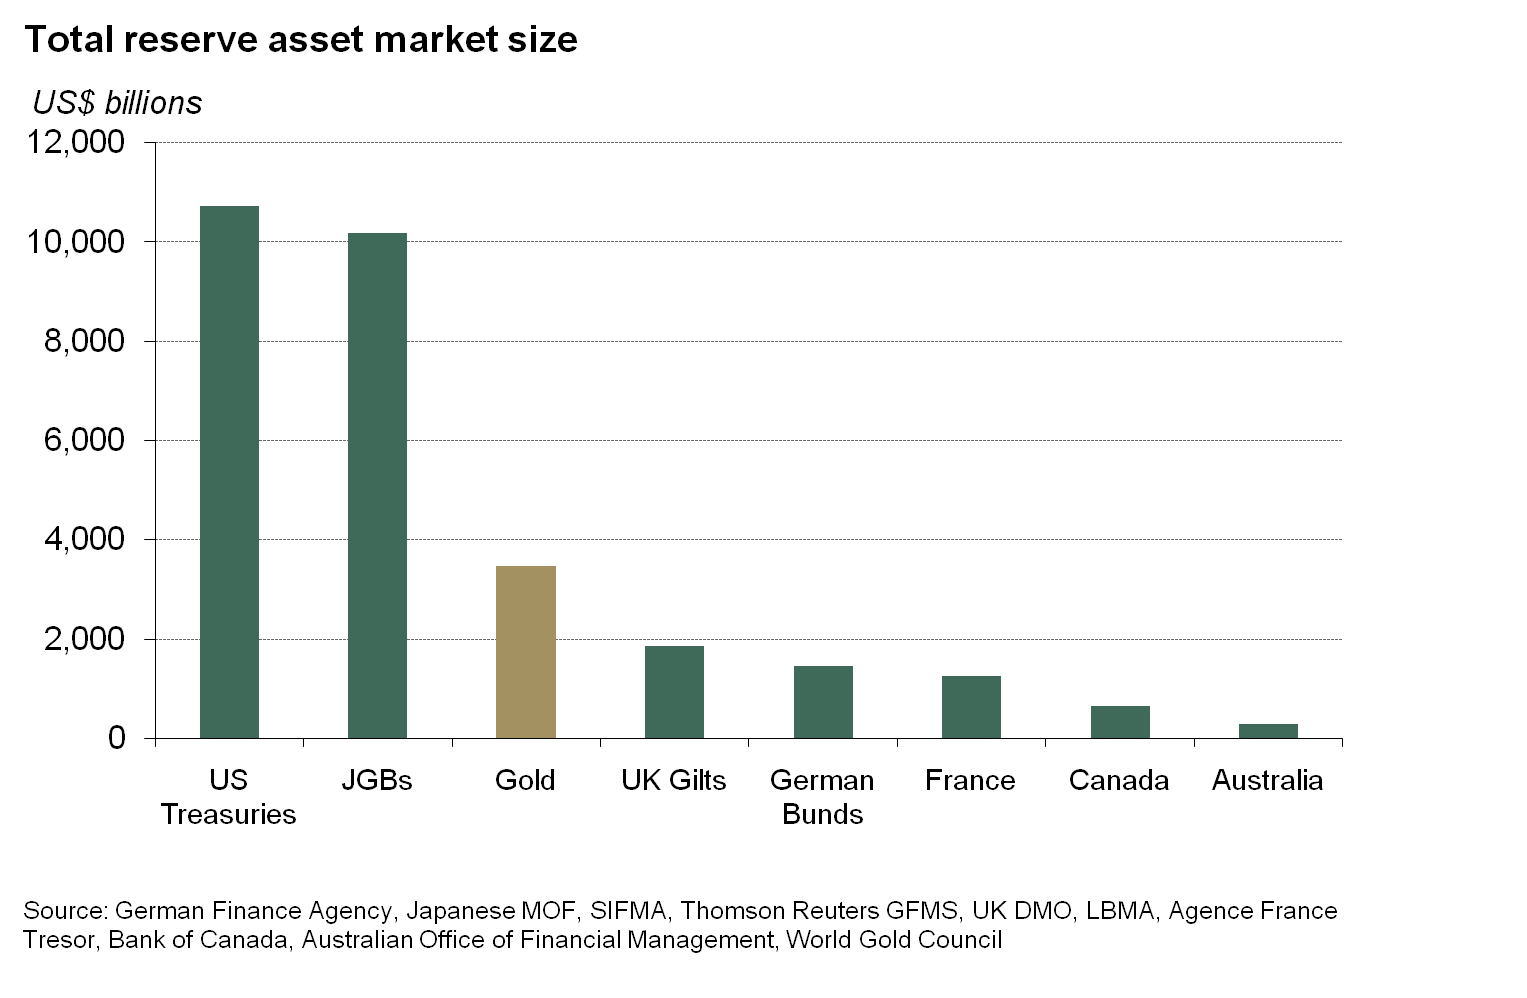 Total reserve asset market size
US$ billions
12,000
10,000
8,000
6,000
4,000
2,000
0
US
Treasuries
JGBs
Gold
UK Gilts
German
Bunds
France
Canada
Australia
Source: German Finance Agency, Japanese MOF, SIFMA, Thomson Reuters GFMS, UK DMO, LBMA, Agence France
Tresor, Bank of Canada, Australian Office of Financial Management, World Gold Council